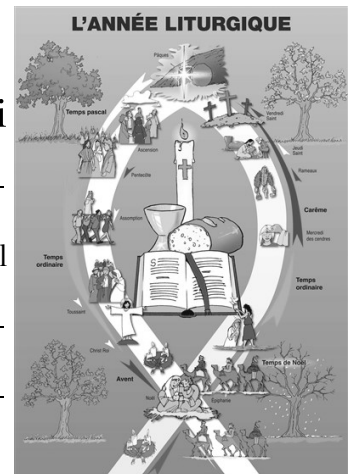 L'ANNÉE LITURGIQUE
Pâques
Vendredi
Saint
Temps pascal
i
Ascension
Jeudi
Saint
Rameaux
Pentecôte
Carême
Assomption
Mercredi
des cendres
l
Temps
ordinaire
Temps
ordinaire
Toussaint
Christ Roi
Avent
Temps de Noël
Noël
Épiphanie